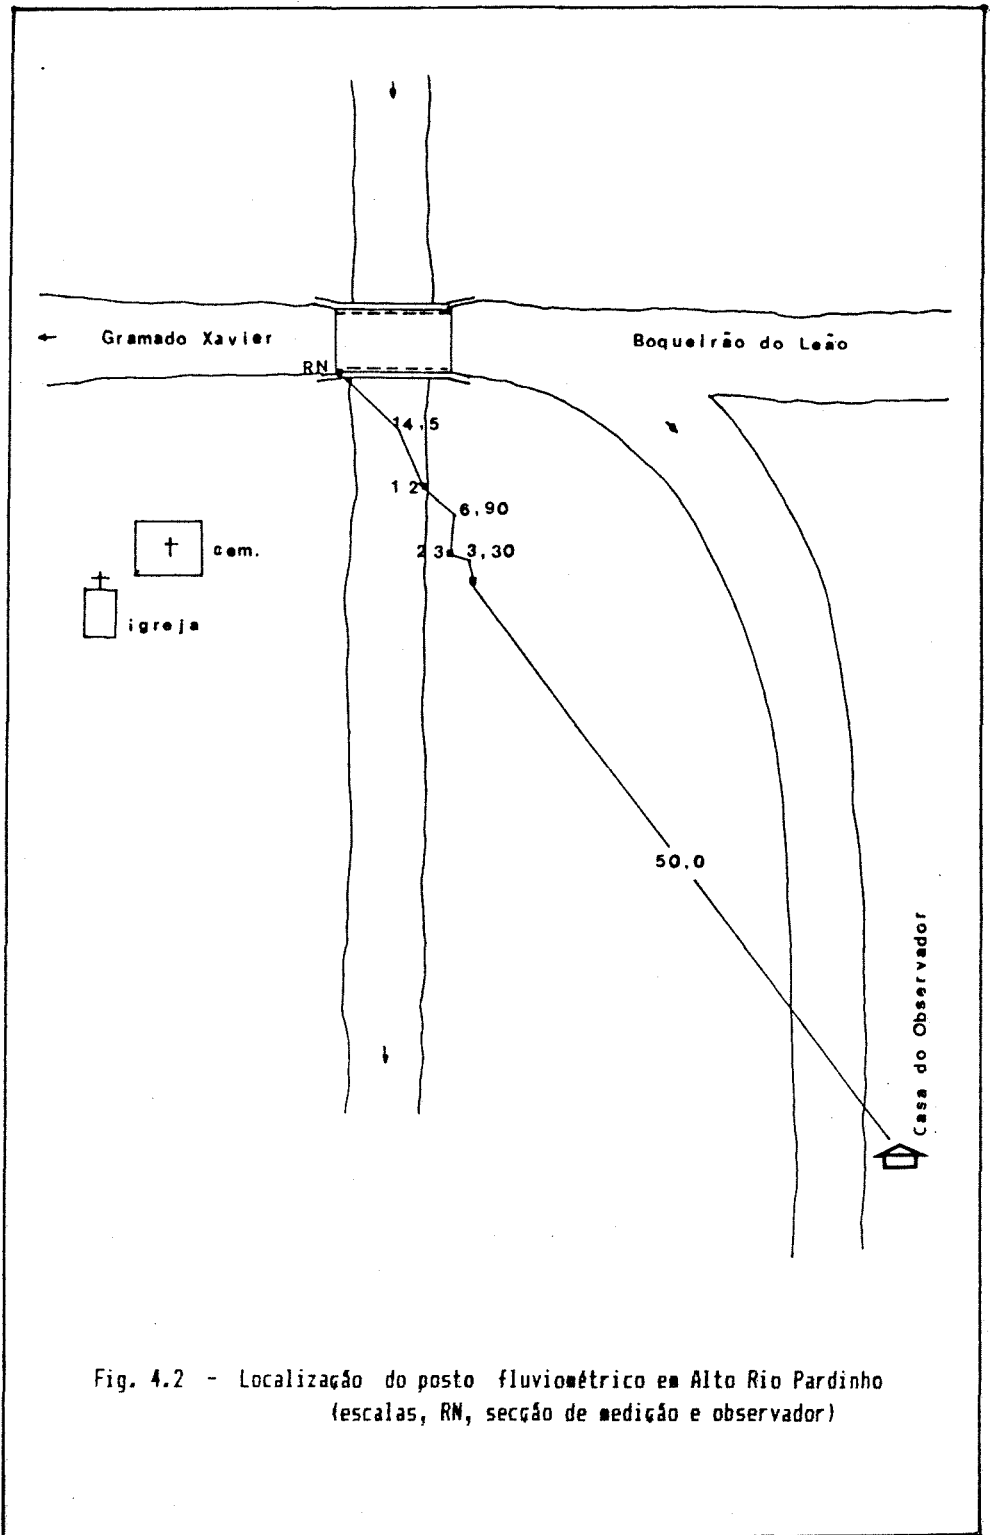 Gramado Xavier
Boqueirão do Leão
RN
14,5
1 2
6,90
2 3
3,30
cem.
igreja
50,0
Casa do Observador
Fig. 4.2 - Localização do posto fluviométrico em Alto Rio Pardinho
(escalas, RN, secção de medição e observador)